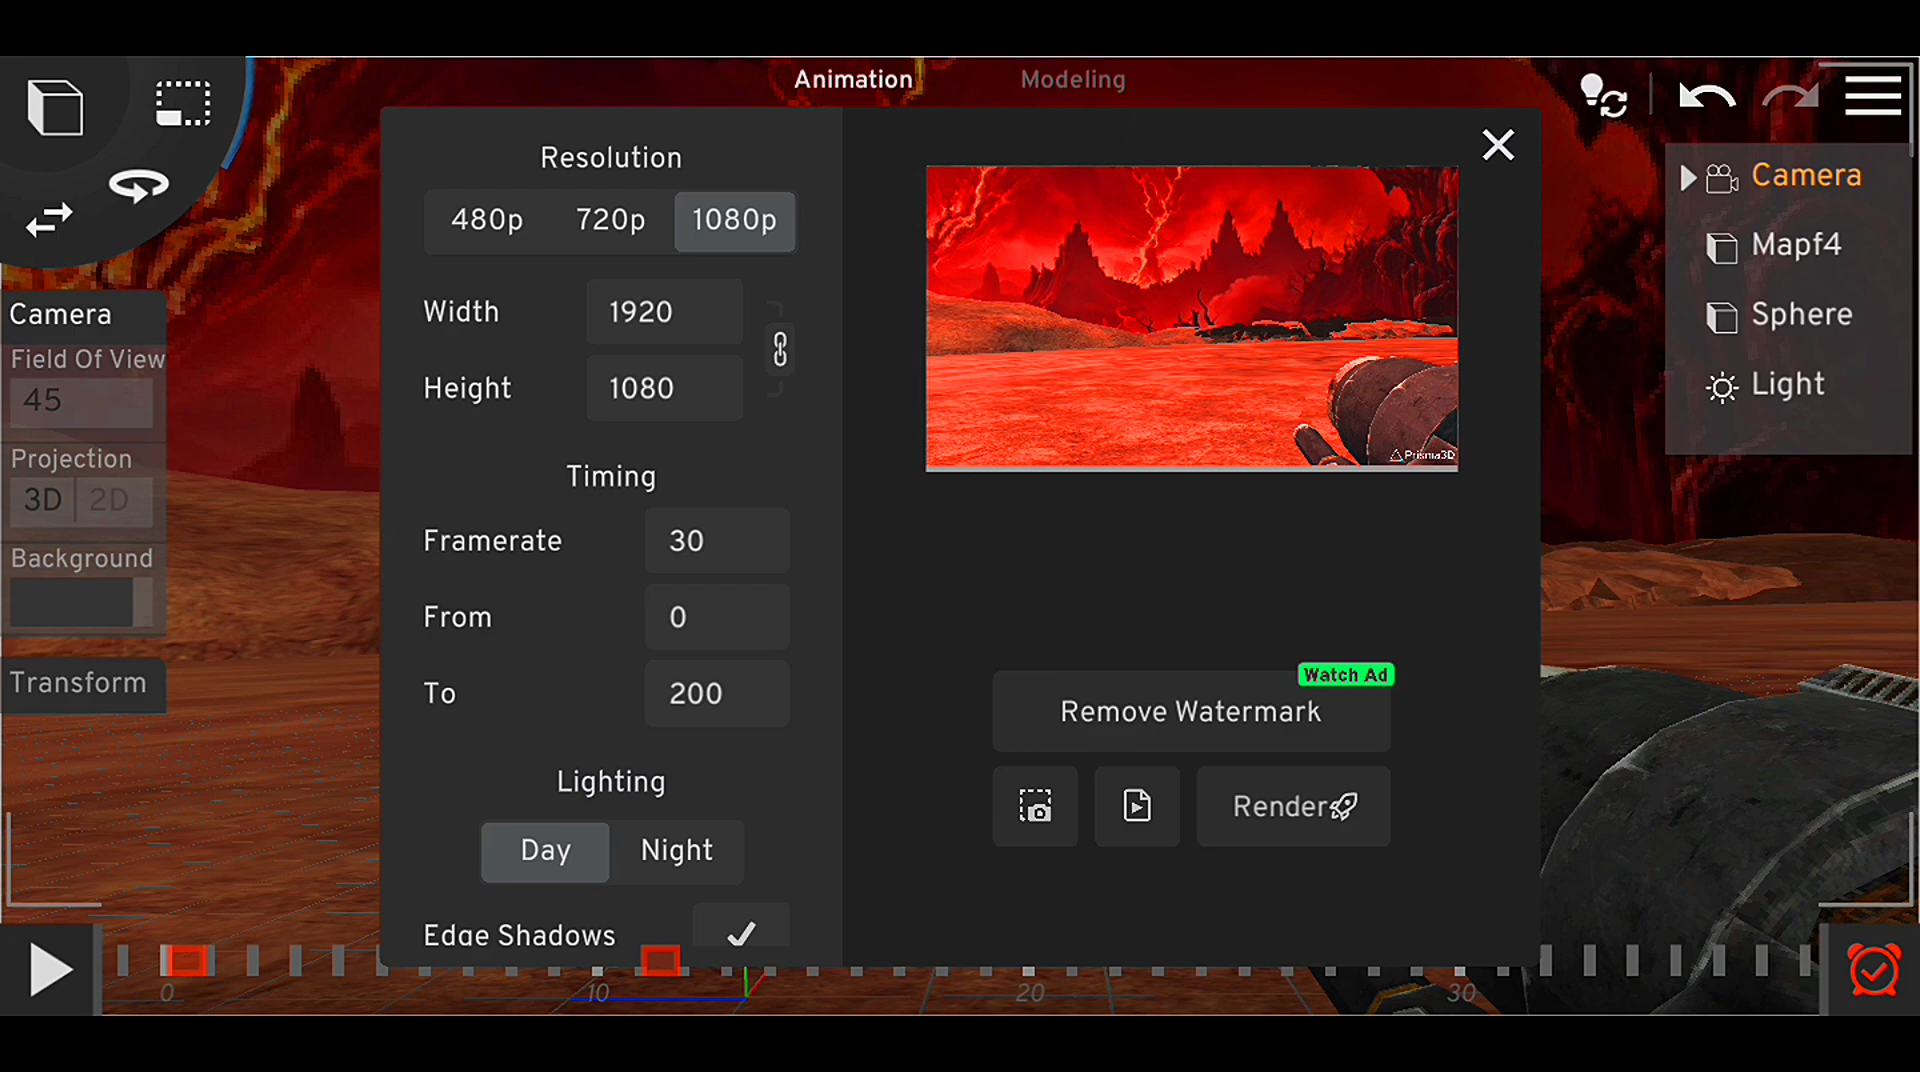 Animation
Modeling
Resolution
480p 720p 1080p
Width 1920
Height 1080
Timing
Framerate 30
From 0
To 200
Lighting
Day Night
Edge Shadows
Prisma3D
Watch Ad
Remove Watermark
Render
Camera
Field Of View
45
Projection
3D 2D
Background
Transform
Camera
Mapf4
Sphere
Light
0 10 20 30